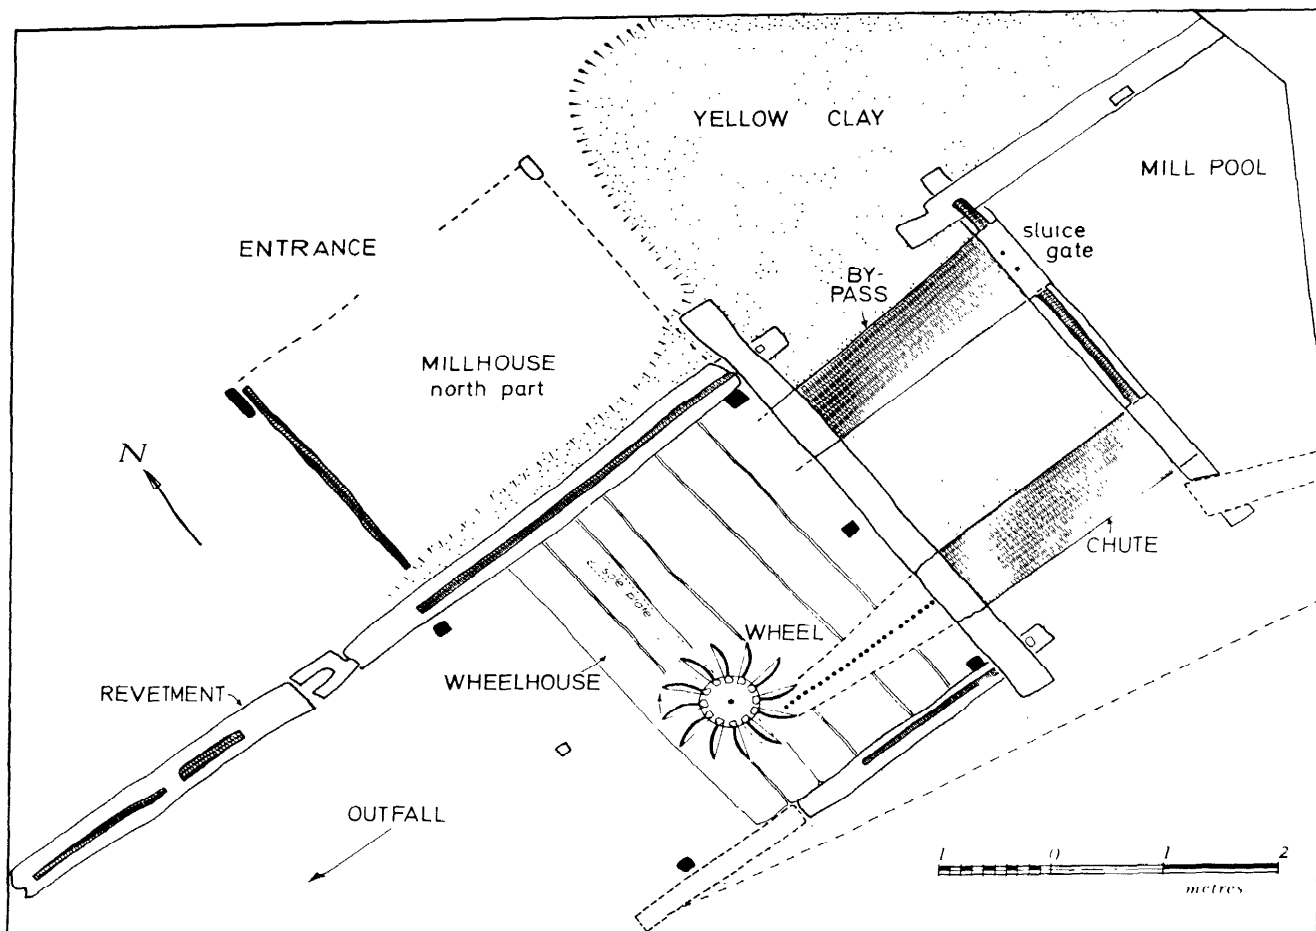 YELLOW CLAY
MILL POOL
ENTRANCE
sluice
gate
BY-
PASS
MILLHOUSE
north part
N
CHUTE
WHEEL
WHEELHOUSE
REVETMENT
OUTFALL
1 0 1 2
metres